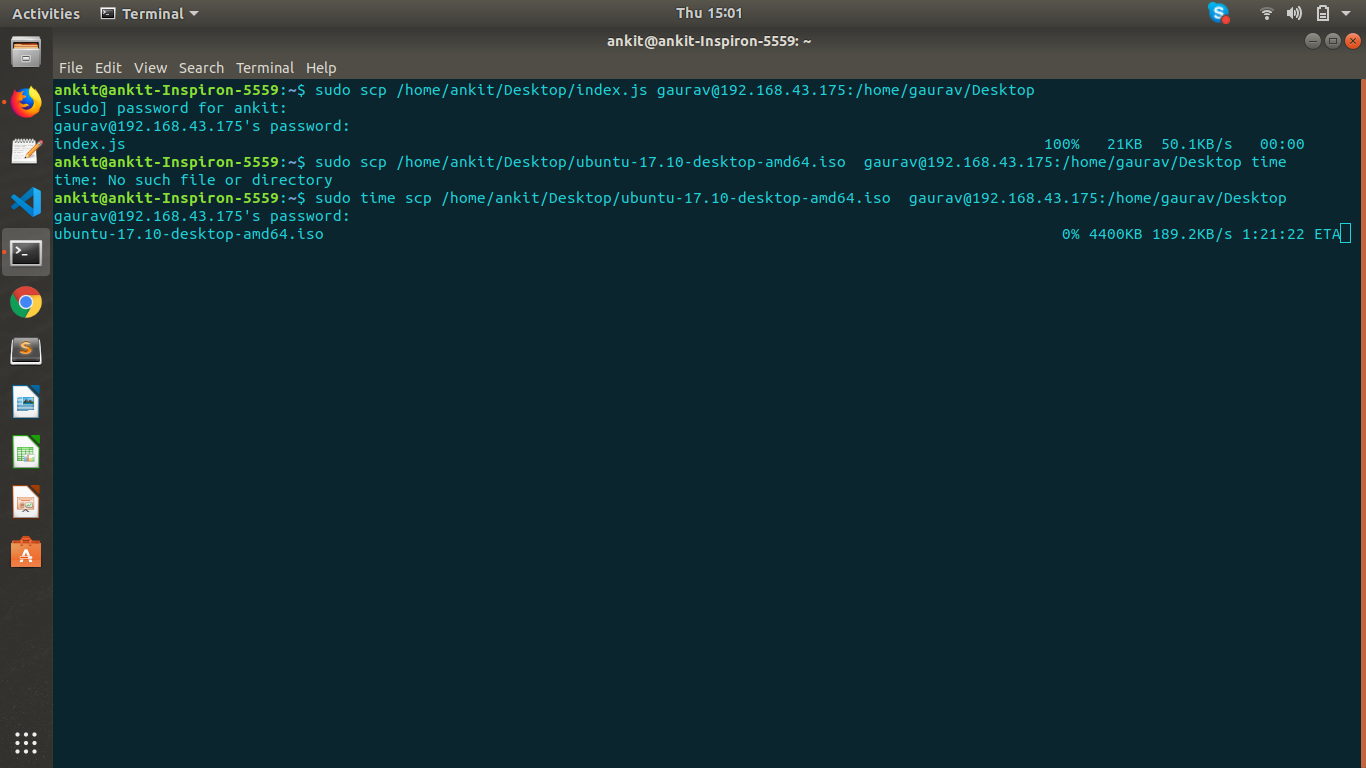 Activities Terminal Thu 15:01
ankit@ankit-Inspiron-5559: ~
File Edit View Search Terminal Help
ankit@ankit-Inspiron-5559:~$ sudo scp /home/ankit/Desktop/index.js gaurav@192.168.43.175:/home/gaurav/Desktop
[sudo] password for ankit:
gaurav@192.168.43.175's password:
index.js 100% 21KB 50.1KB/s 00:00
ankit@ankit-Inspiron-5559:~$ sudo scp /home/ankit/Desktop/ubuntu-17.10-desktop-amd64.iso  gaurav@192.168.43.175:/home/gaurav/Desktop time
time: No such file or directory
ankit@ankit-Inspiron-5559:~$ sudo time scp /home/ankit/Desktop/ubuntu-17.10-desktop-amd64.iso  gaurav@192.168.43.175:/home/gaurav/Desktop
gaurav@192.168.43.175's password:
ubuntu-17.10-desktop-amd64.iso 0% 4400KB 189.2KB/s 1:21:22 ETA